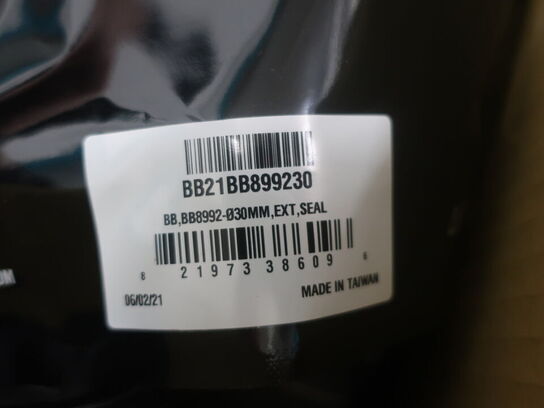 BB21BB899230
BB,BB8992-Ø30MM,EXT,SEAL
8 21973 38609 6
06/02/21
MADE IN TAIWAN